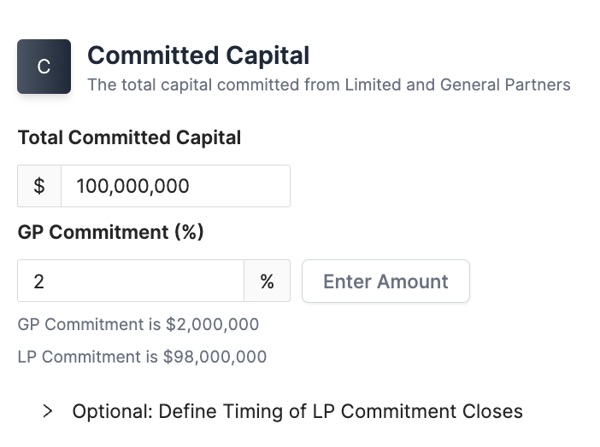 C
Committed Capital
The total capital committed from Limited and General Partners
Total Committed Capital
$ 100,000,000
GP Commitment (%)
2 % Enter Amount
GP Commitment is $2,000,000
LP Commitment is $98,000,000
> Optional: Define Timing of LP Commitment Closes